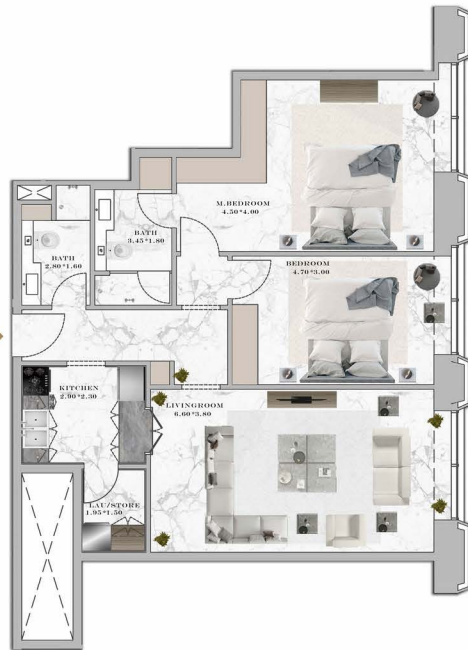 M.BEDROOM
4.50*4.00
BATH
3.45*1.80
BATH
2.80*1.60
BEDROOM
4.70*3.00
KITCHEN
2.90*2.30
LIVINGROOM
6.60*3.80
LAU/STORE
1.95*1.50